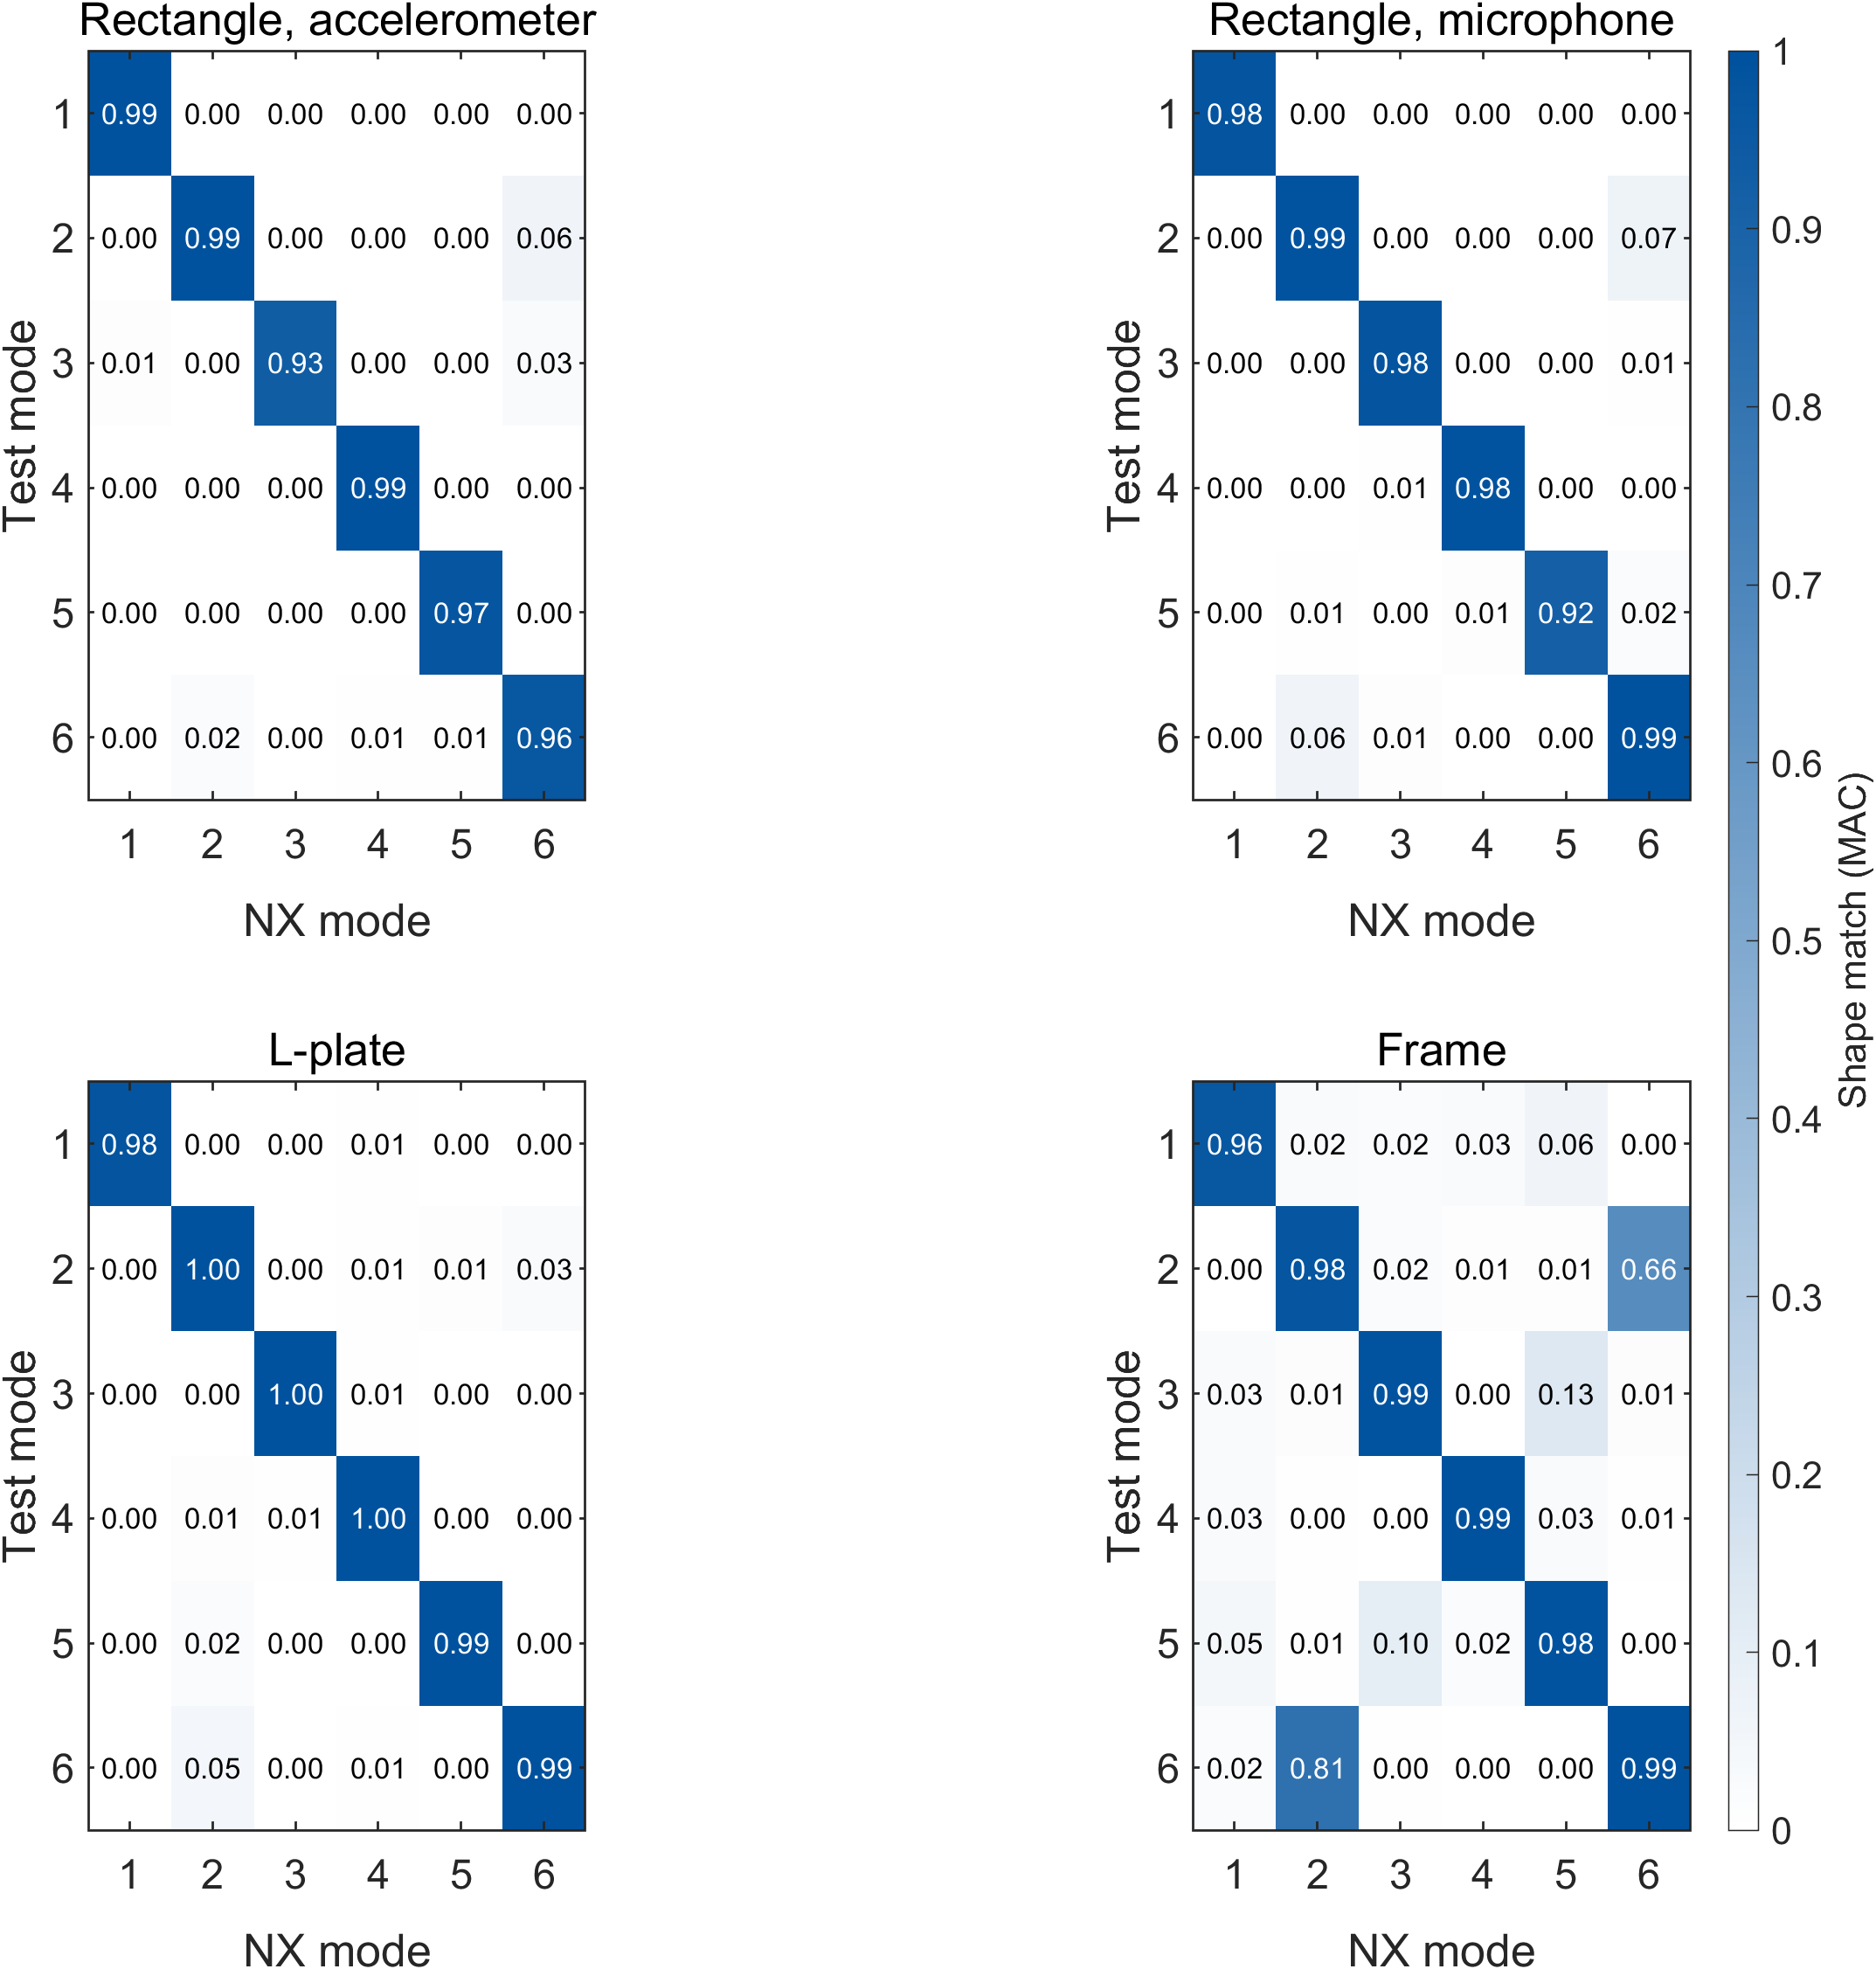 Rectangle, accelerometer
Test mode
1 0.99 0.00 0.00 0.00 0.00 0.00
2 0.00 0.99 0.00 0.00 0.00 0.06
3 0.01 0.00 0.93 0.00 0.00 0.03
4 0.00 0.00 0.00 0.99 0.00 0.00
5 0.00 0.00 0.00 0.00 0.97 0.00
6 0.00 0.02 0.00 0.01 0.01 0.96
1 2 3 4 5 6
NX mode
Rectangle, microphone
Test mode
1 0.98 0.00 0.00 0.00 0.00 0.00
2 0.00 0.99 0.00 0.00 0.00 0.07
3 0.00 0.00 0.98 0.00 0.00 0.01
4 0.00 0.00 0.01 0.98 0.00 0.00
5 0.00 0.01 0.00 0.01 0.92 0.02
6 0.00 0.06 0.01 0.00 0.00 0.99
1 2 3 4 5 6
NX mode
L-plate
Test mode
1 0.98 0.00 0.00 0.01 0.00 0.00
2 0.00 1.00 0.00 0.01 0.01 0.03
3 0.00 0.00 1.00 0.01 0.00 0.00
4 0.00 0.01 0.01 1.00 0.00 0.00
5 0.00 0.02 0.00 0.00 0.99 0.00
6 0.00 0.05 0.00 0.01 0.00 0.99
1 2 3 4 5 6
NX mode
Frame
Test mode
1 0.96 0.02 0.02 0.03 0.06 0.00
2 0.00 0.98 0.02 0.01 0.01 0.66
3 0.03 0.01 0.99 0.00 0.13 0.01
4 0.03 0.00 0.00 0.99 0.03 0.01
5 0.05 0.01 0.10 0.02 0.98 0.00
6 0.02 0.81 0.00 0.00 0.00 0.99
1 2 3 4 5 6
NX mode
1
0.9
0.8
0.7
0.6
0.5
0.4
0.3
0.2
0.1
0
Shape match (MAC)